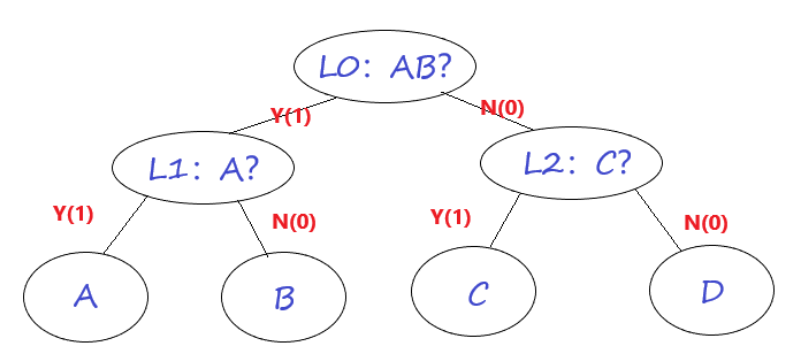 L0: AB?
Y(1)
N(0)
L1: A?
L2: C?
Y(1)
N(0)
Y(1)
N(0)
A
B
C
D